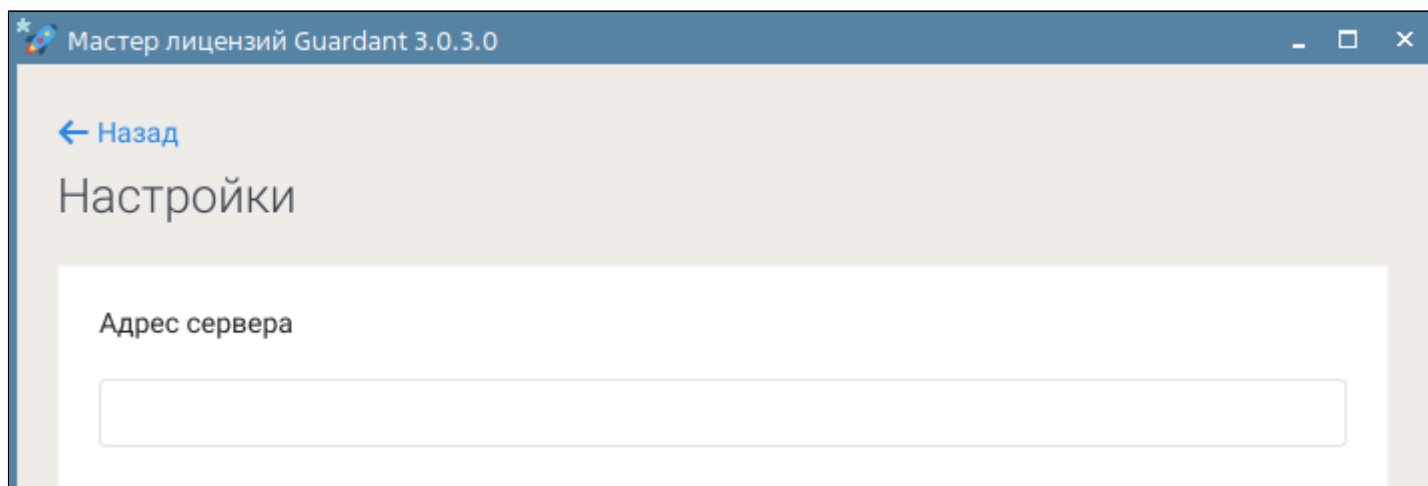 Мастер лицензий Guardant 3.0.3.0
Назад
Настройки
Адрес сервера